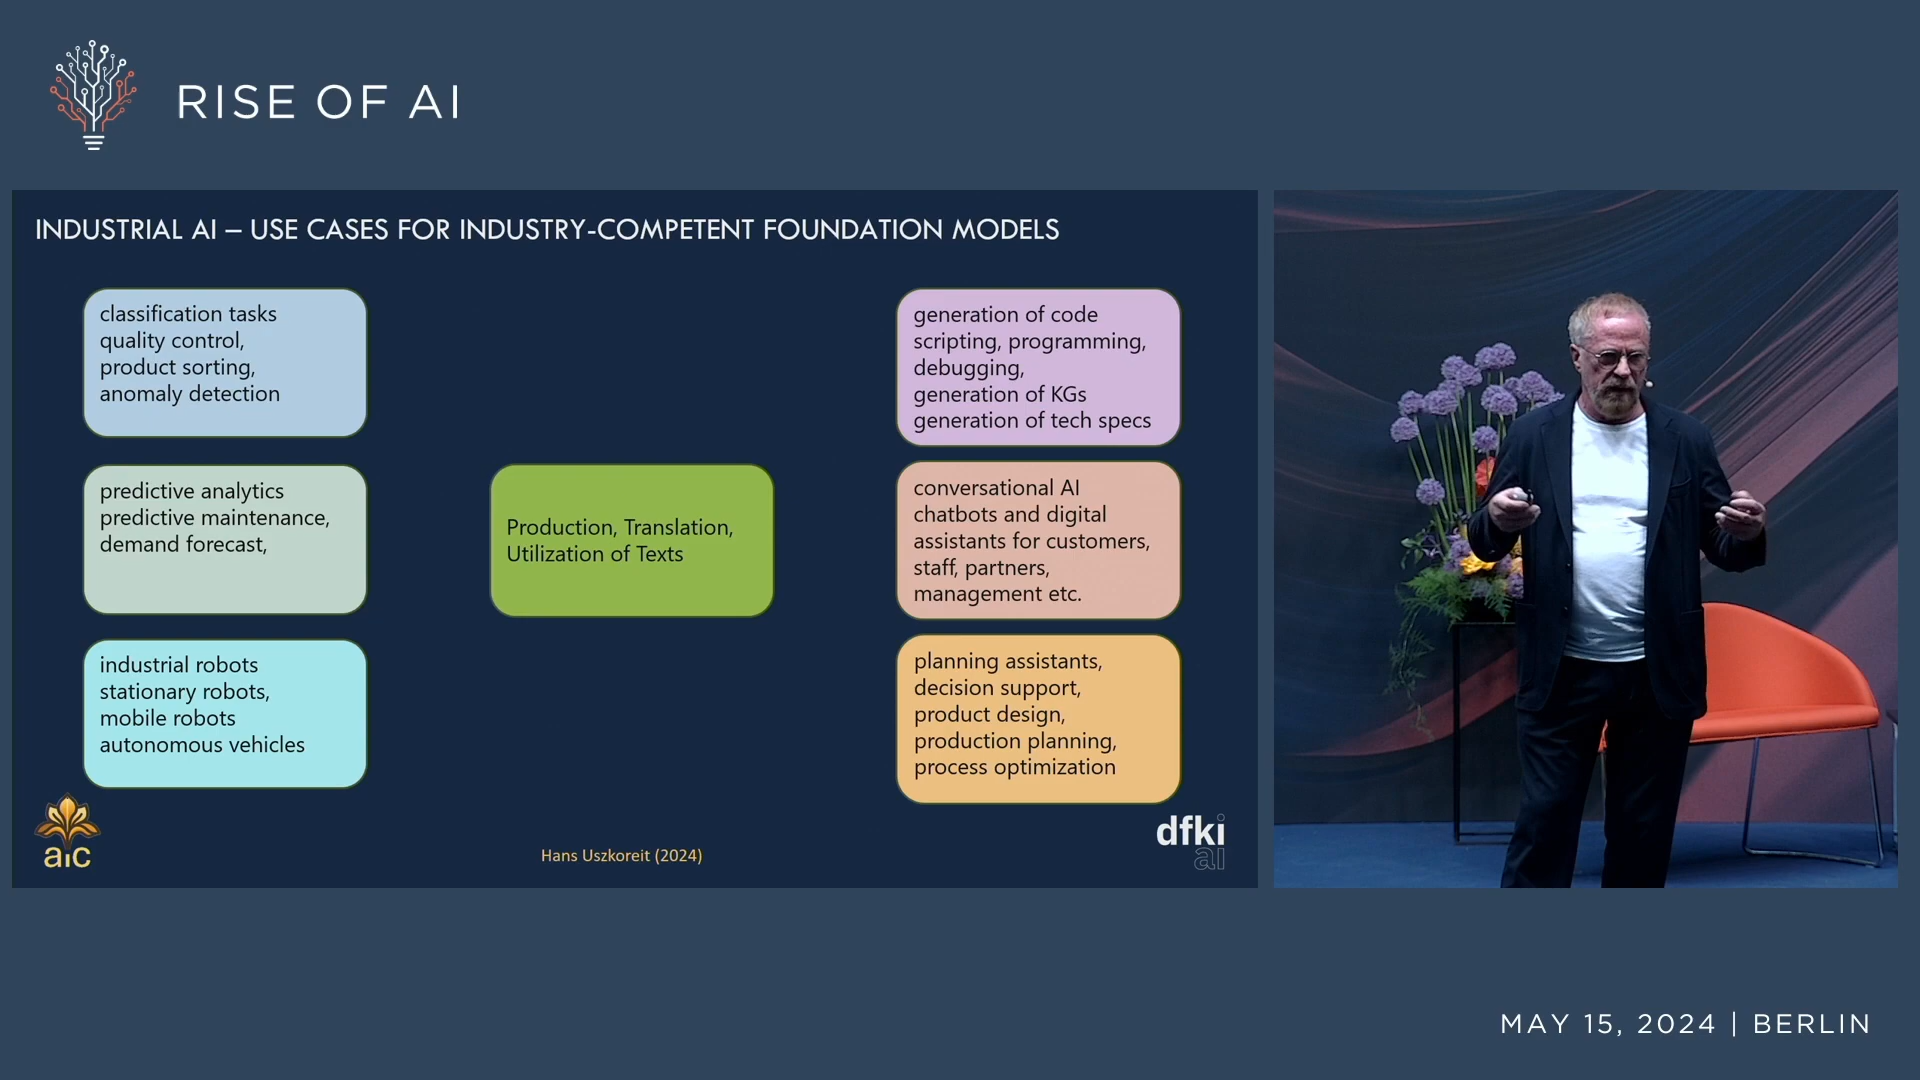 RISE OF AI
INDUSTRIAL AI – USE CASES FOR INDUSTRY-COMPETENT FOUNDATION MODELS
classification tasks
quality control,
product sorting,
anomaly detection
predictive analytics
predictive maintenance,
demand forecast,
industrial robots
stationary robots,
mobile robots
autonomous vehicles
Production, Translation,
Utilization of Texts
generation of code
scripting, programming,
debugging,
generation of KGs
generation of tech specs
conversational AI
chatbots and digital
assistants for customers,
staff, partners,
management etc.
planning assistants,
decision support,
product design,
production planning,
process optimization
aic
Hans Uszkoreit (2024)
dfki
ai
MAY 15, 2024 | BERLIN